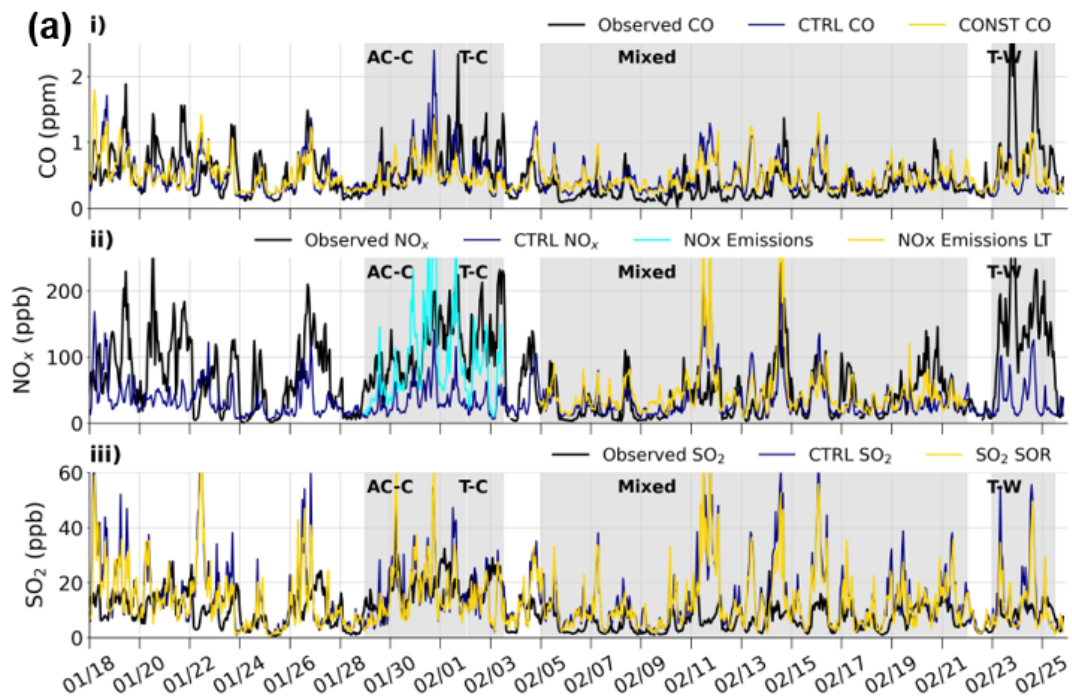 (a) i)
Observed CO CTRL CO CONST CO
AC-C T-C Mixed T-W
CO (ppm)
2
1
0
ii)
Observed NOₓ CTRL NOₓ NOx Emissions NOx Emissions LT
AC-C T-C Mixed T-W
NOₓ (ppb)
200
100
0
iii)
Observed SO₂ CTRL SO₂ SO₂ SOR
AC-C T-C Mixed T-W
SO₂ (ppb)
60
40
20
0
01/18 01/20 01/22 01/24 01/26 01/28 01/30 02/01 02/03 02/05 02/07 02/09 02/11 02/13 02/15 02/17 02/19 02/21 02/23 02/25